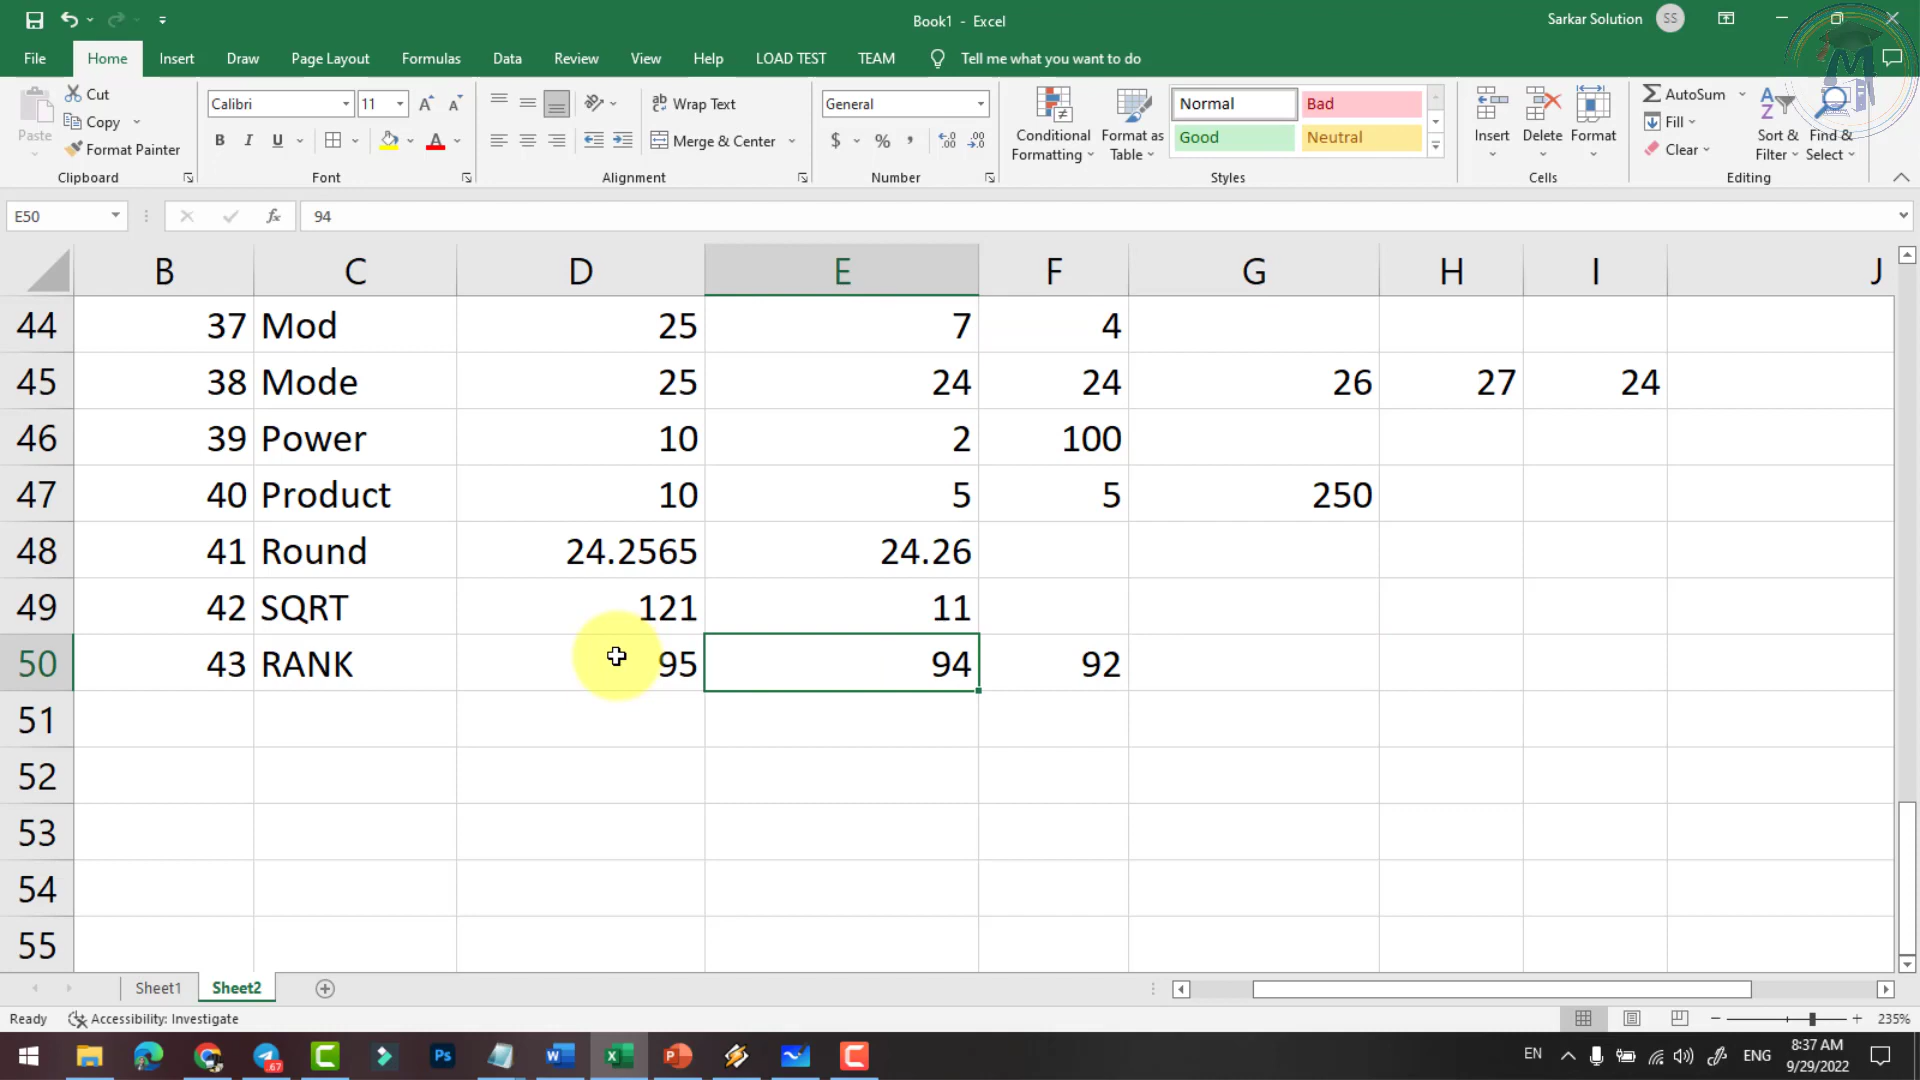 Book1 - Excel
Sarkar Solution SS
File Home Insert Draw Page Layout Formulas Data Review View Help LOAD TEST TEAM Tell me what you want to do
Paste
Cut
Copy
Format Painter
Clipboard
Calibri 11
B I U
Font
Wrap Text
Merge & Center
Alignment
General
$ % ,
Number
Conditional Formatting
Format as Table
Normal Bad
Good Neutral
Styles
Insert Delete Format
Cells
AutoSum
Fill
Clear
Sort & Filter
Find & Select
Editing
E50 fx 94
B C D E F G H I J
44 37 Mod 25 7 4
45 38 Mode 25 24 24 26 27 24
46 39 Power 10 2 100
47 40 Product 10 5 5 250
48 41 Round 24.2565 24.26
49 42 SQRT 121 11
50 43 RANK 95 94 92
51
52
53
54
55
Sheet1 Sheet2
Ready Accessibility: Investigate 235%
EN ENG 8:37 AM
9/29/2022